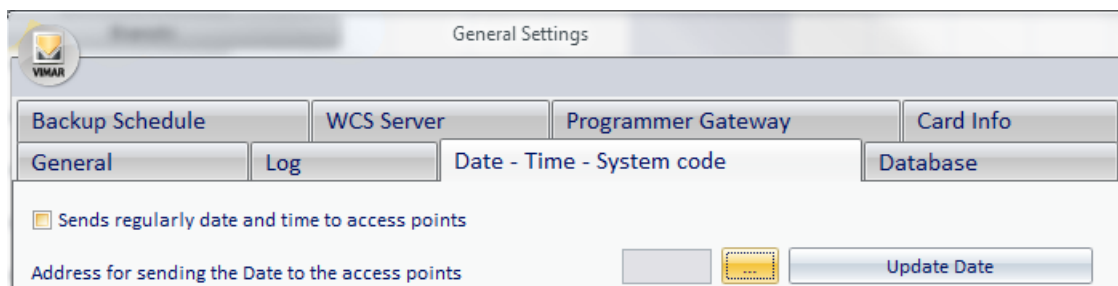 General Settings
VIMAR
Backup Schedule WCS Server Programmer Gateway Card Info
General Log Date - Time - System code Database
Sends regularly date and time to access points
Address for sending the Date to the access points ... Update Date